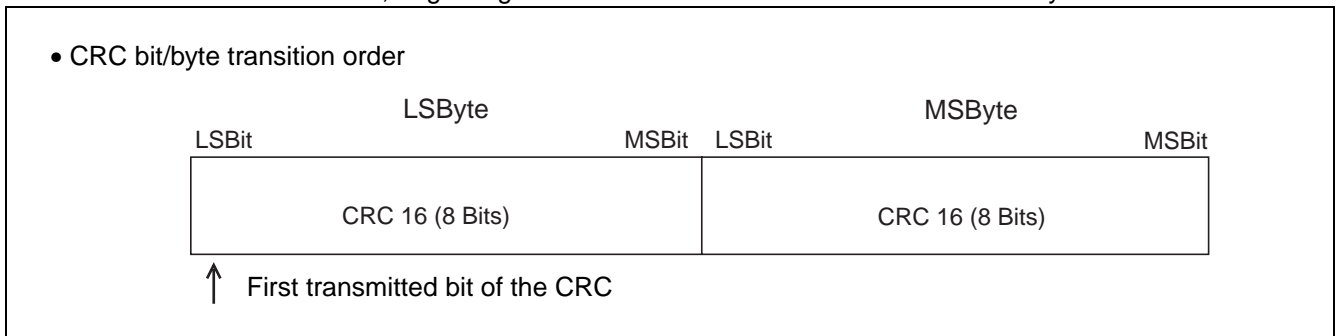 • CRC bit/byte transition order
LSByte MSByte
LSBit MSBit LSBit MSBit
CRC 16 (8 Bits) CRC 16 (8 Bits)
First transmitted bit of the CRC